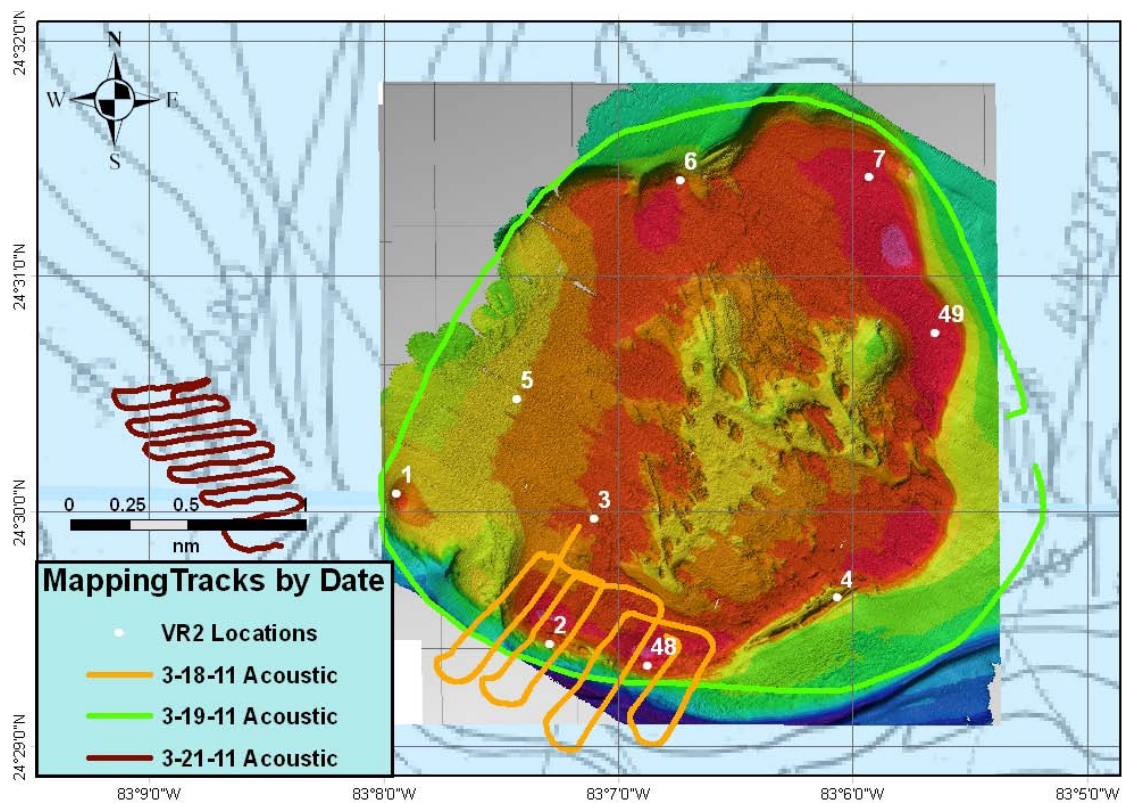 24°32'0"N
N
W
E
S
6
7
24°31'0"N
49
5
1
3
24°30'0"N
0
0.25
0.5
1
nm
4
2
48
MappingTracks by Date
VR2 Locations
3-18-11 Acoustic
3-19-11 Acoustic
3-21-11 Acoustic
24°29'0"N
83°9'0"W
83°8'0"W
83°7'0"W
83°6'0"W
83°5'0"W